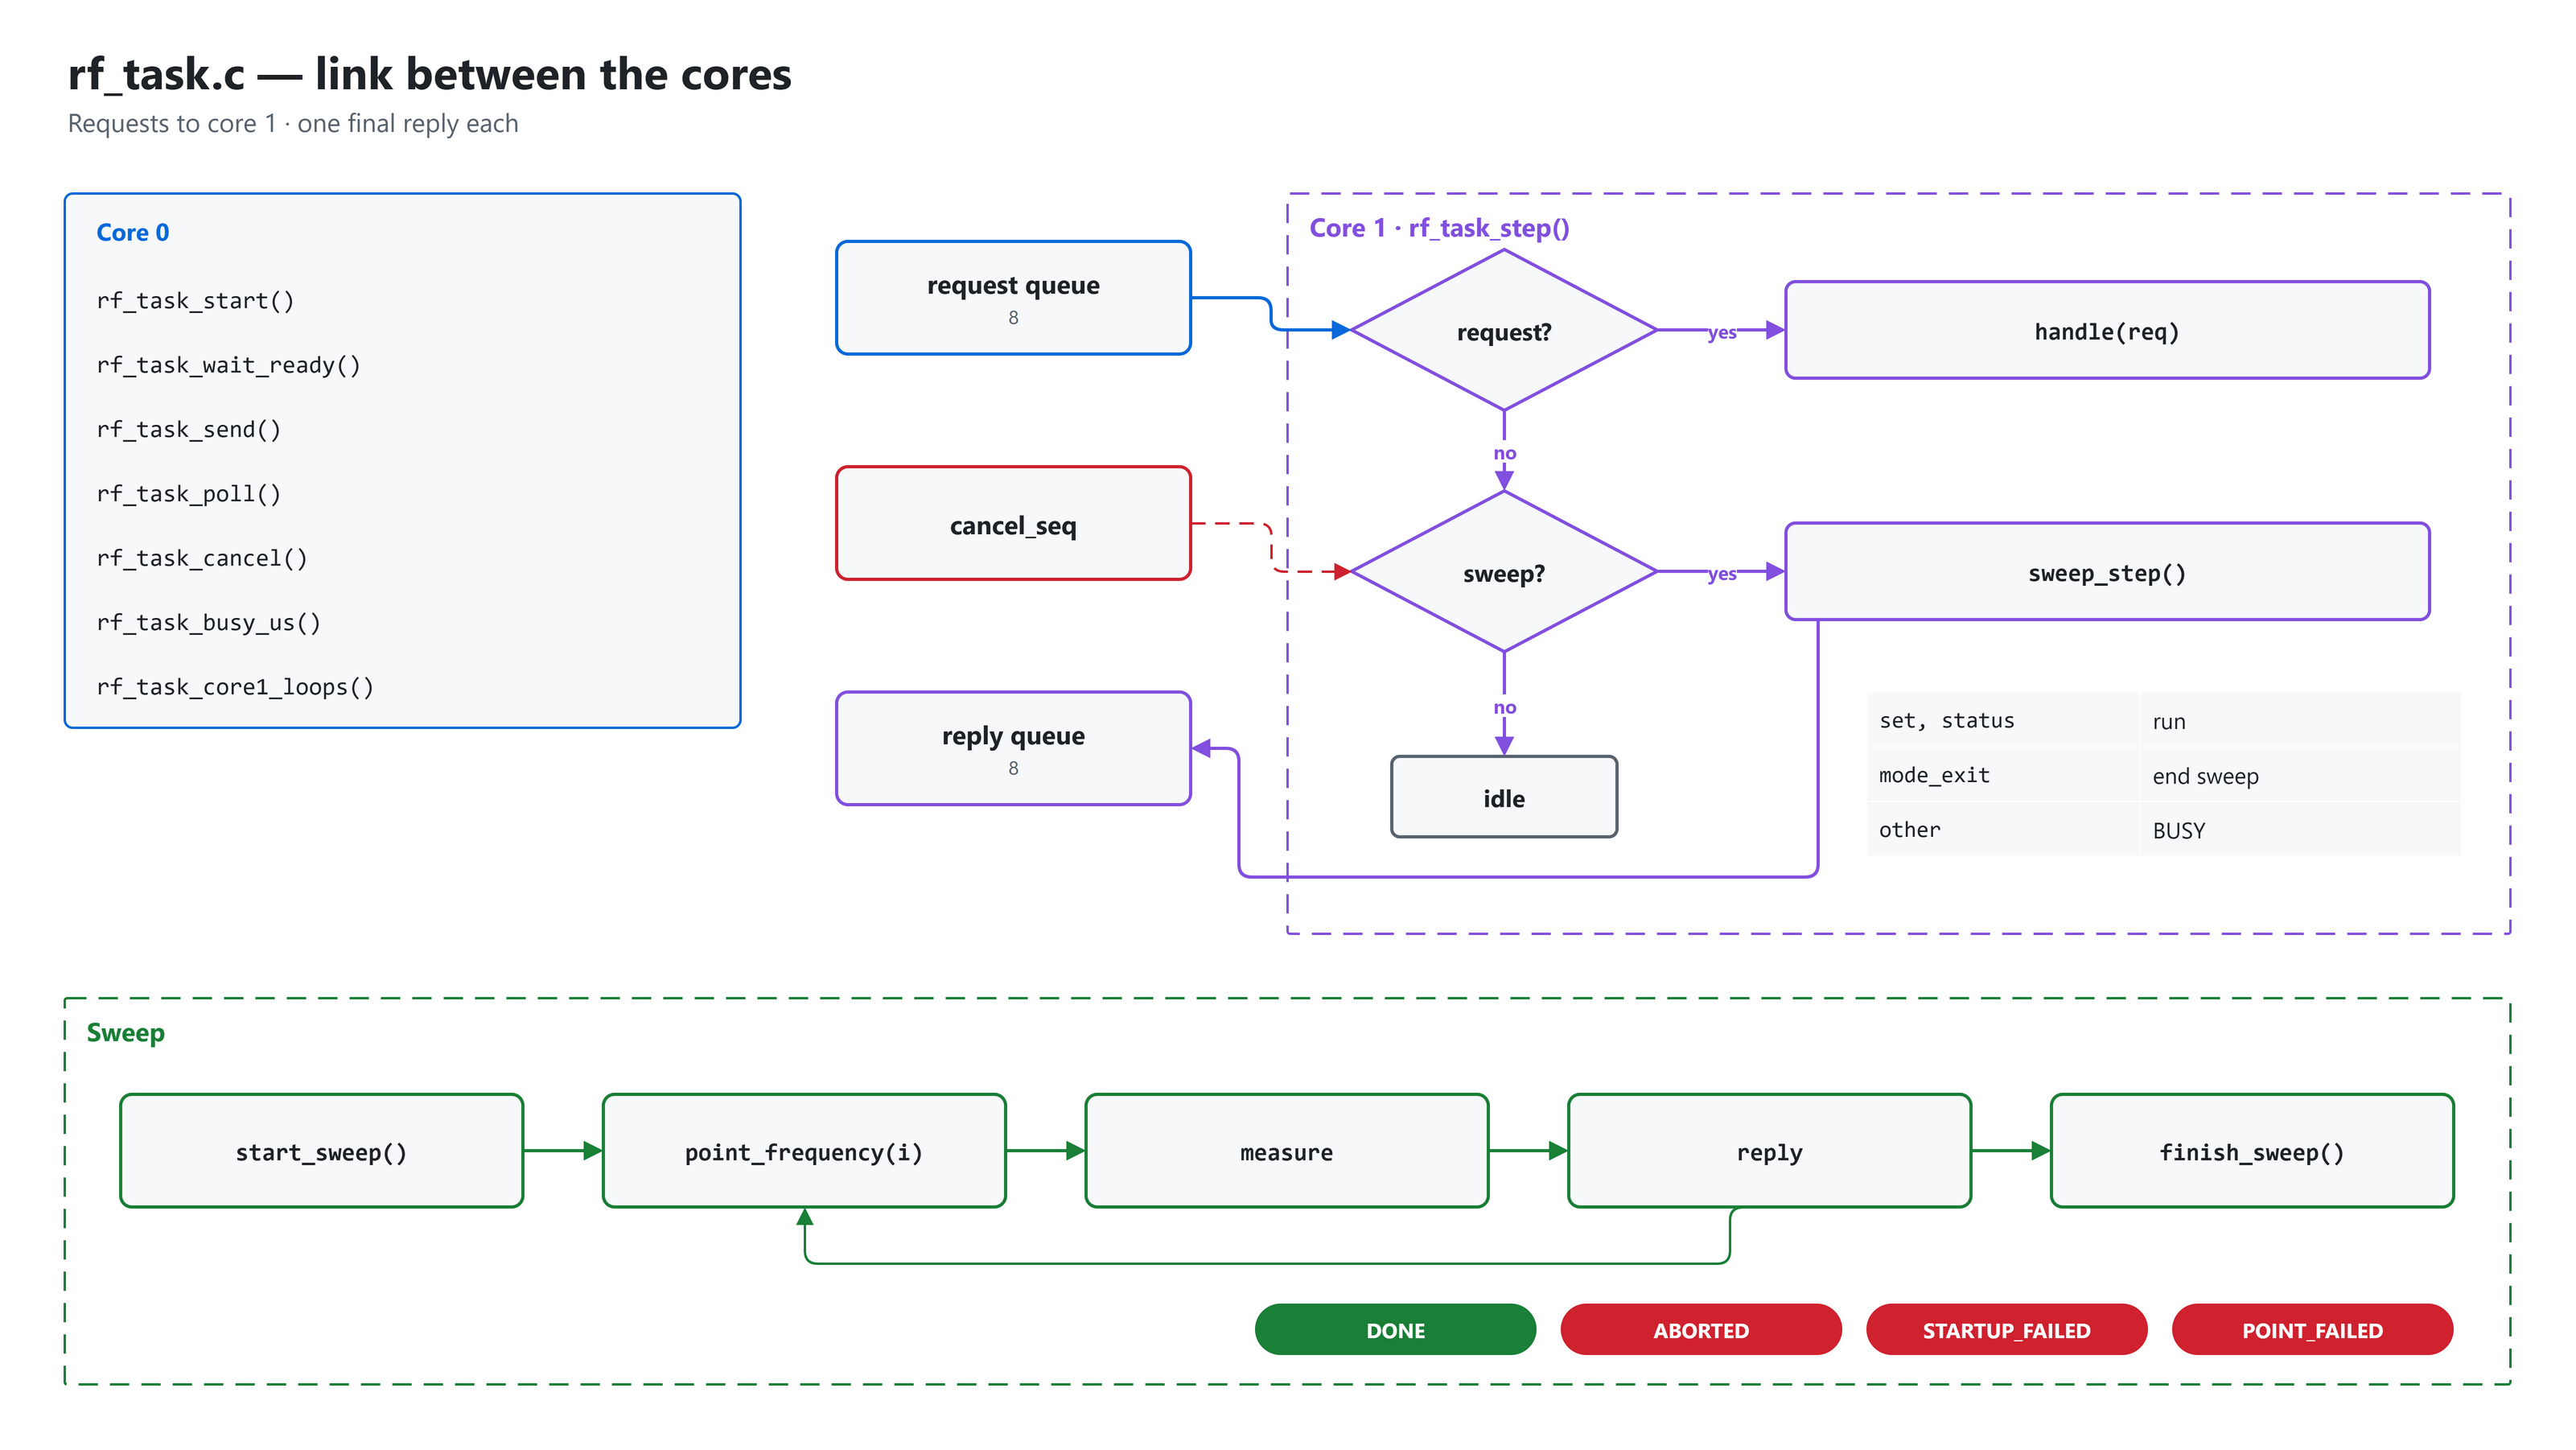 rf_task.c — link between the cores
Requests to core 1 · one final reply each
Core 0
rf_task_start()
rf_task_wait_ready()
rf_task_send()
rf_task_poll()
rf_task_cancel()
rf_task_busy_us()
rf_task_core1_loops()
request queue
8
cancel_seq
reply queue
8
Core 1 · rf_task_step()
request?
yes
handle(req)
no
sweep?
yes
sweep_step()
no
idle
set, status
run
mode_exit
end sweep
other
BUSY
Sweep
start_sweep()
point_frequency(i)
measure
reply
finish_sweep()
DONE
ABORTED
STARTUP_FAILED
POINT_FAILED